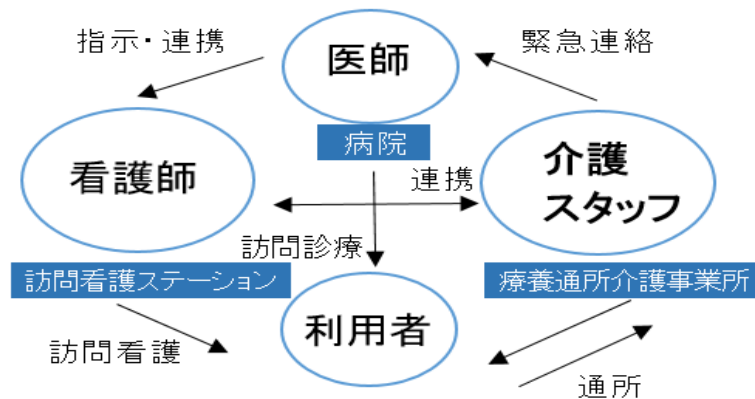 指示・連携
医師
緊急連絡
病院
看護師
介護
スタッフ
連携
訪問診療
訪問看護ステーション
療養通所介護事業所
利用者
訪問看護
通所